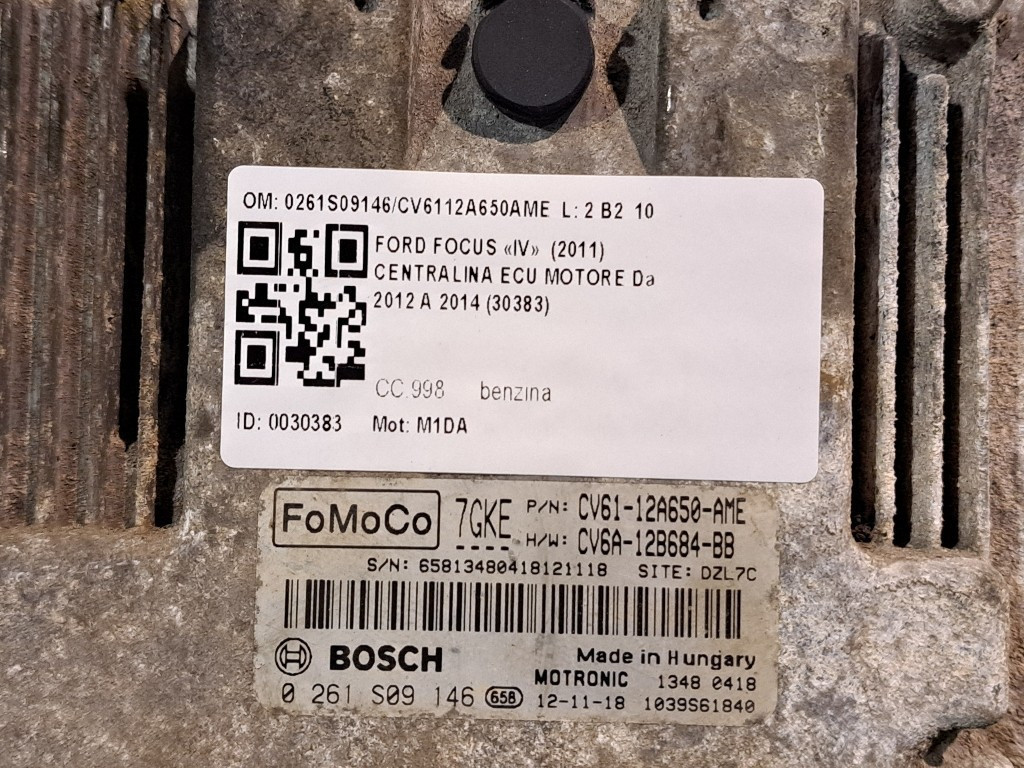 OM: 0261S09146/CV6112A650AME L: 2 B2 10
FORD FOCUS «IV» (2011)
CENTRALINA ECU MOTORE Da
2012 A 2014 (30383)
CC.998 benzina
ID: 0030383 Mot: M1DA
FoMoCo 7GKE P/N: CV61-12A650-AME
H/W: CV6A-12B684-BB
S/N: 65813480418121118 SITE: DZL7C
BOSCH Made in Hungary
MOTRONIC 1348 0418
0 261 S09 146 658 12-11-18 1039S61840